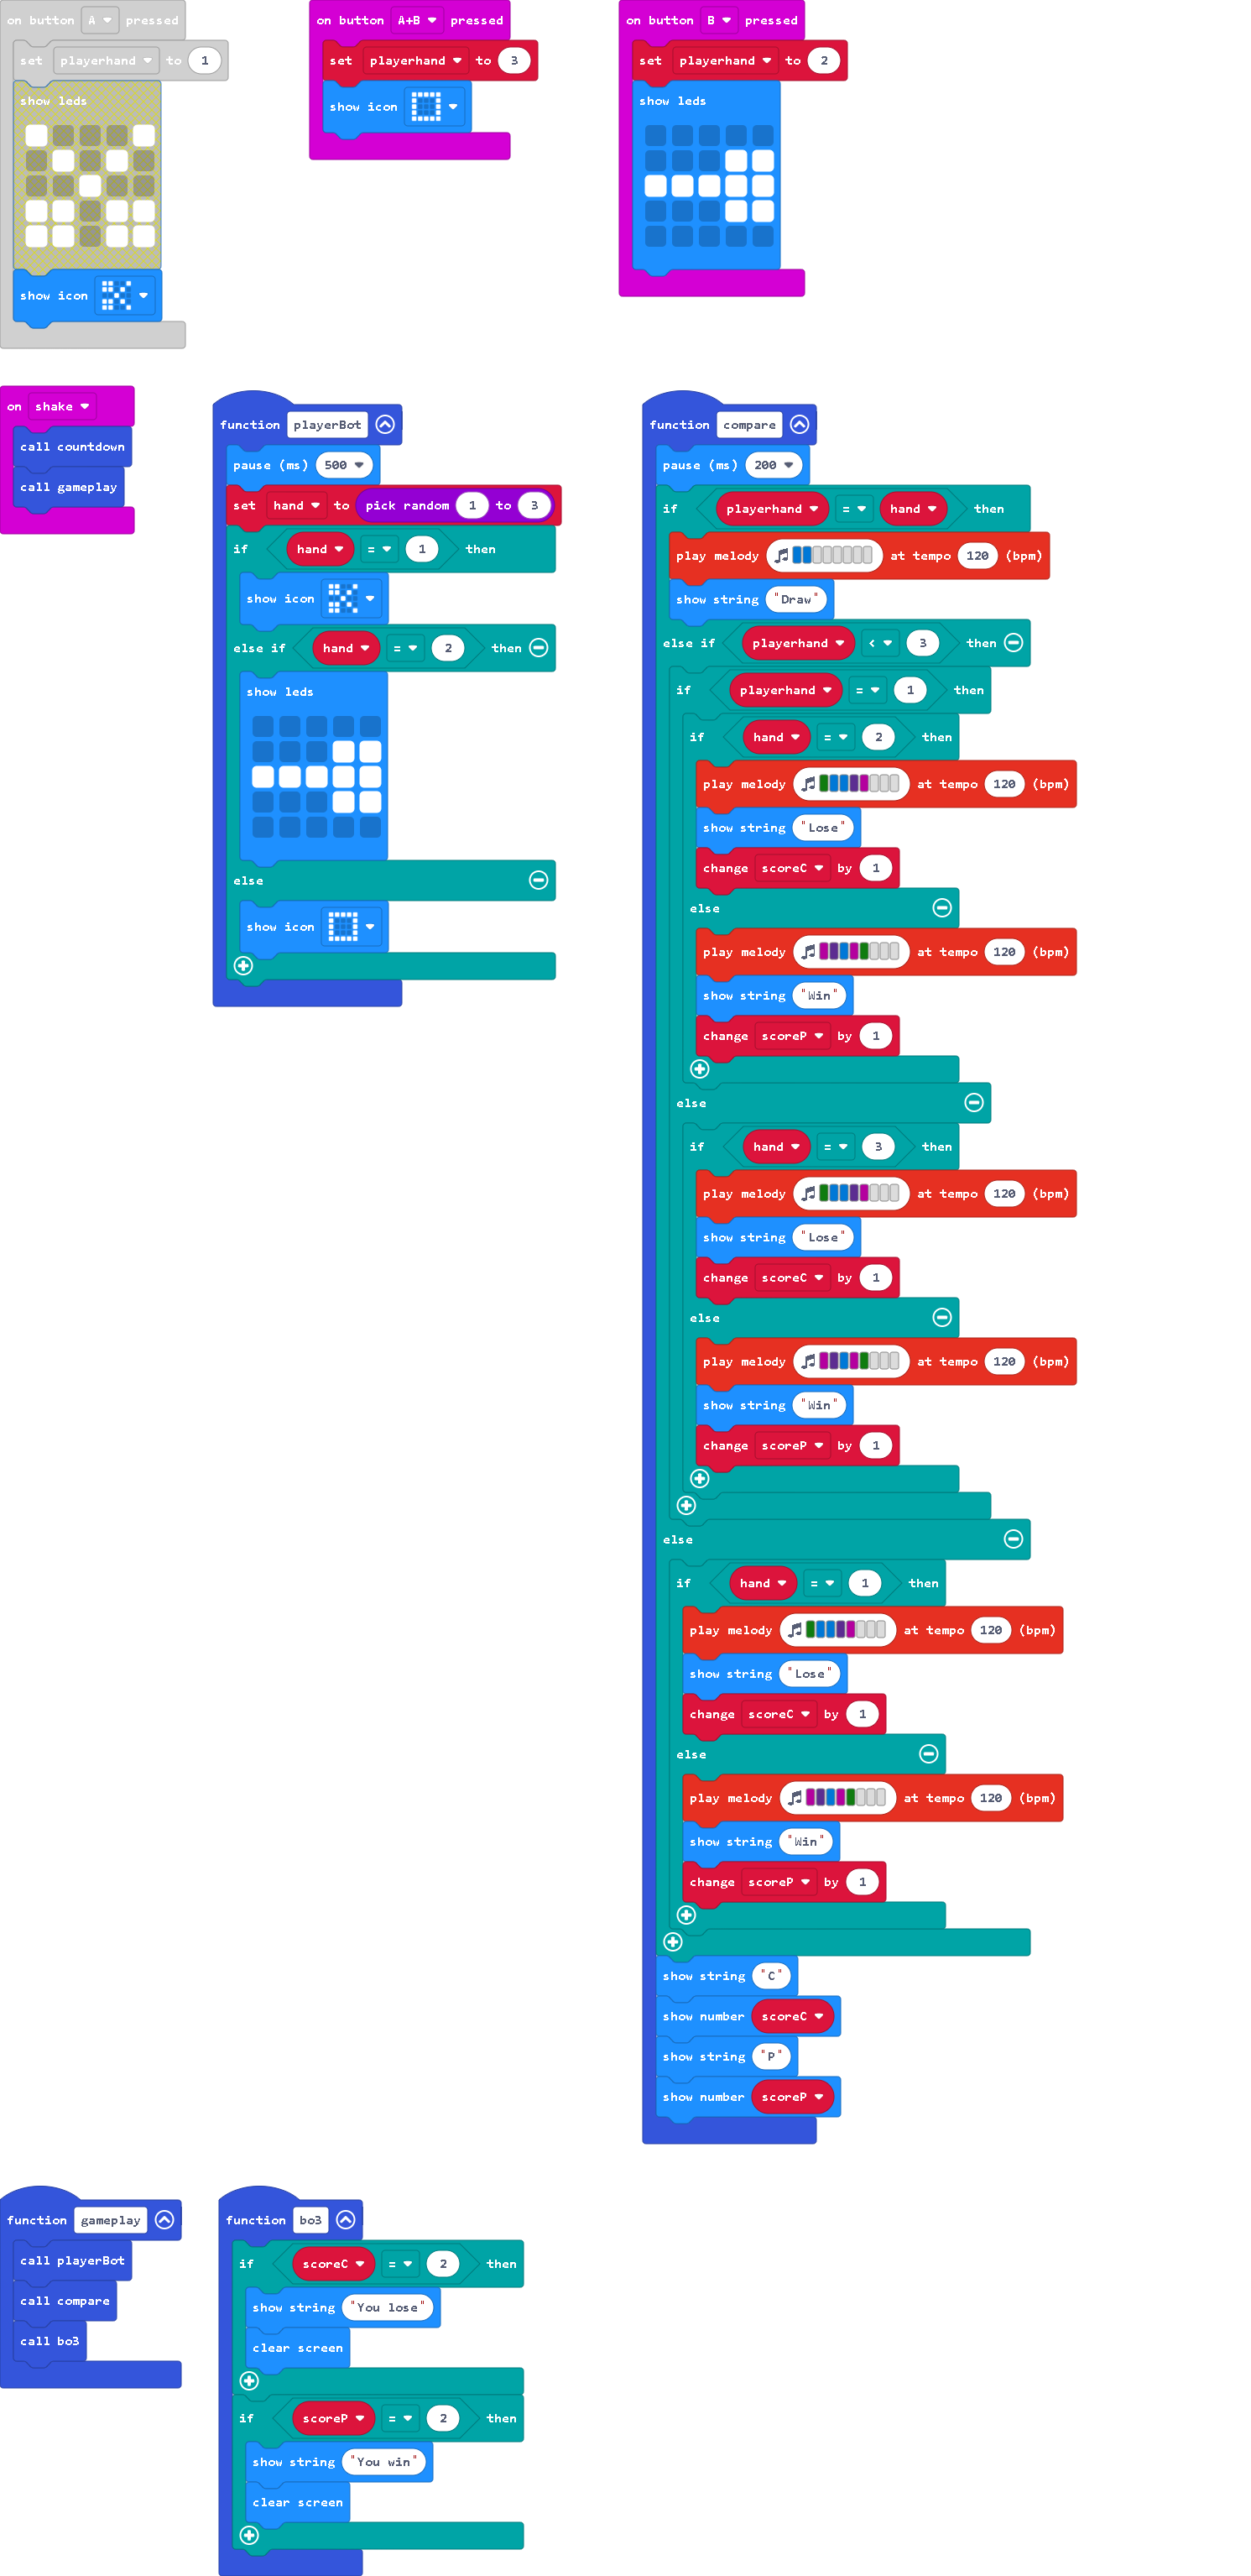 on button A pressed
set playerhand to 1
show leds
show icon
on button A+B pressed
set playerhand to 3
show icon
on button B pressed
set playerhand to 2
show leds
on shake
call countdown
call gameplay
function playerBot
pause (ms) 500
set hand to pick random 1 to 3
if hand = 1 then
show icon
else if hand = 2 then
show leds
else
show icon
function compare
pause (ms) 200
if playerhand = hand then
play melody at tempo 120 (bpm)
show string "Draw"
else if playerhand < 3 then
if playerhand = 1 then
if hand = 2 then
play melody at tempo 120 (bpm)
show string "Lose"
change scoreC by 1
else
play melody at tempo 120 (bpm)
show string "Win"
change scoreP by 1
else
if hand = 3 then
play melody at tempo 120 (bpm)
show string "Lose"
change scoreC by 1
else
play melody at tempo 120 (bpm)
show string "Win"
change scoreP by 1
else
if hand = 1 then
play melody at tempo 120 (bpm)
show string "Lose"
change scoreC by 1
else
play melody at tempo 120 (bpm)
show string "Win"
change scoreP by 1
show string "C"
show number scoreC
show string "P"
show number scoreP
function gameplay
call playerBot
call compare
call bo3
function bo3
if scoreC = 2 then
show string "You lose"
clear screen
if scoreP = 2 then
show string "You win"
clear screen